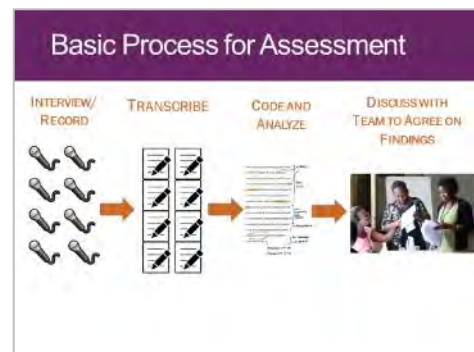 Basic Process for Assessment
INTERVIEW/
RECORD
TRANSCRIBE
CODE AND
ANALYZE
DISCUSS WITH
TEAM TO AGREE ON
FINDINGS